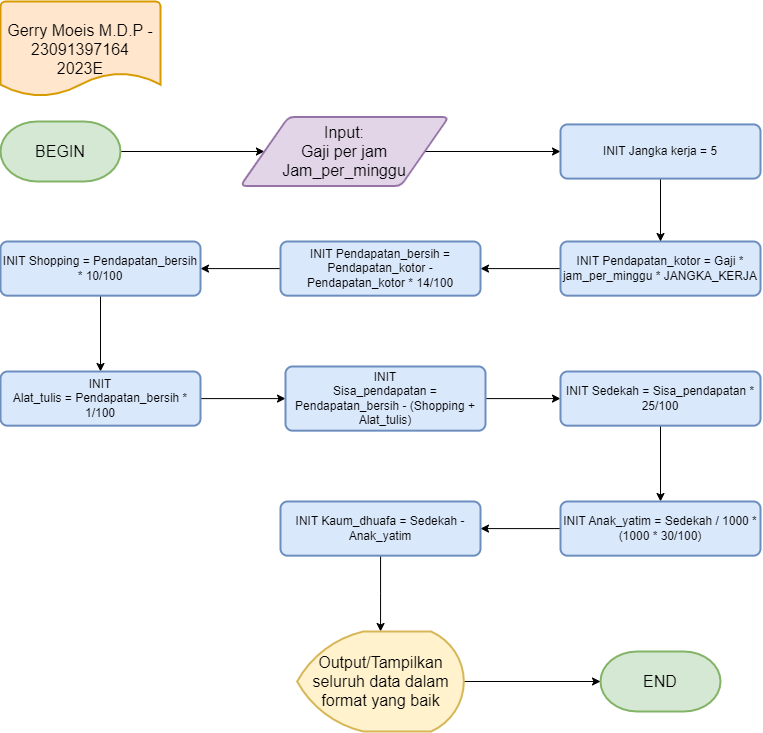 Gerry Moeis M.D.P -
23091397164
2023E
BEGIN
Input:
Gaji per jam
Jam_per_minggu
INIT Jangka kerja = 5
INIT Pendapatan_kotor = Gaji *
jam_per_minggu * JANGKA_KERJA
INIT Pendapatan_bersih =
Pendapatan_kotor -
Pendapatan_kotor * 14/100
INIT Shopping = Pendapatan_bersih
* 10/100
INIT
Alat_tulis = Pendapatan_bersih *
1/100
INIT
Sisa_pendapatan =
Pendapatan_bersih - (Shopping +
Alat_tulis)
INIT Sedekah = Sisa_pendapatan *
25/100
INIT Anak_yatim = Sedekah / 1000 *
(1000 * 30/100)
INIT Kaum_dhuafa = Sedekah -
Anak_yatim
Output/Tampilkan
seluruh data dalam
format yang baik
END